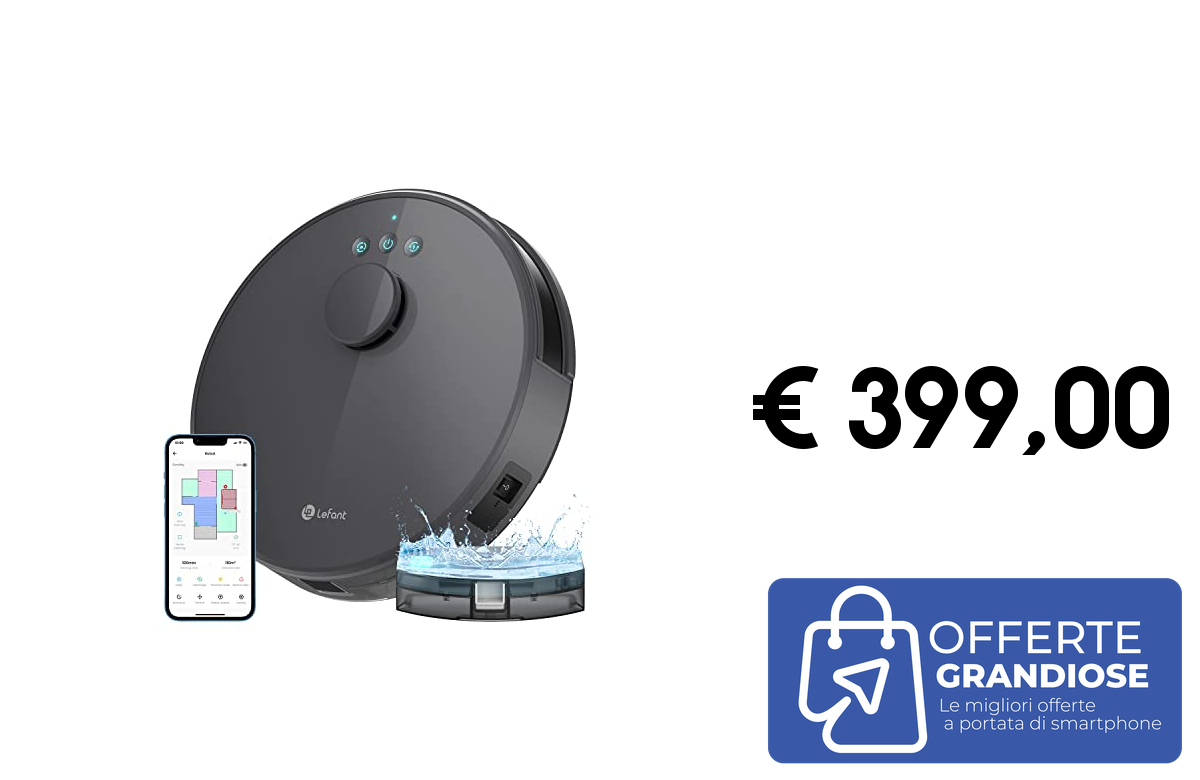 Lefant
€ 399,00
OFFERTE
GRANDIOSE
Le migliori offerte
a portata di smartphone